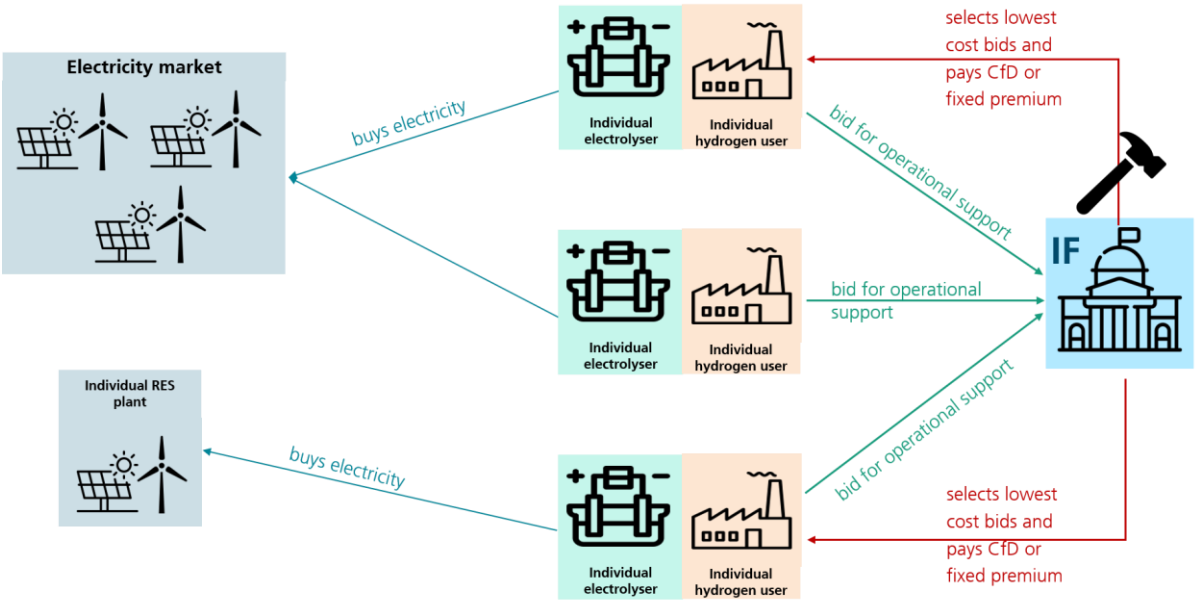 Electricity market
buys electricity
Individual
electrolyser
Individual
hydrogen user
selects lowest
cost bids and
pays CfD or
fixed premium
bid for operational support
IF
Individual
electrolyser
Individual
hydrogen user
bid for operational
support
Individual RES
plant
buys electricity
Individual
electrolyser
Individual
hydrogen user
bid for operational support
selects lowest
cost bids and
pays CfD or
fixed premium